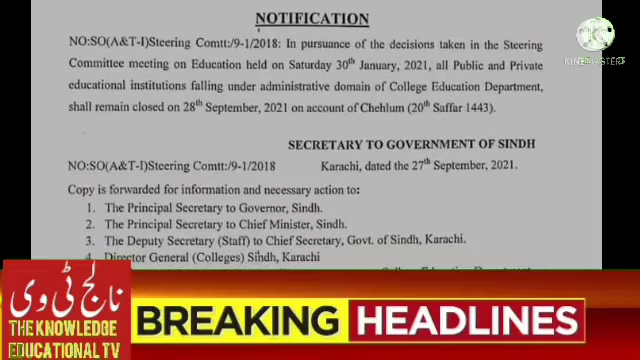 NOTIFICATION
KINEMASTER
NO:SO(A&T-I)Steering Comtt:/9-1/2018: In pursuance of the decisions taken in the Steering
Committee meeting on Education held on Saturday 30th January, 2021, all Public and Private
educational institutions falling under administrative domain of College Education Department,
shall remain closed on 28th September, 2021 on account of Chehlum (20th Saffar 1443).
SECRETARY TO GOVERNMENT OF SINDH
NO:SO(A&T-I)Steering Comtt:/9-1/2018 Karachi, dated the 27th September, 2021.
Copy is forwarded for information and necessary action to:
1. The Principal Secretary to Governor, Sindh.
2. The Principal Secretary to Chief Minister, Sindh.
3. The Deputy Secretary (Staff) to Chief Secretary, Govt. of Sindh, Karachi.
4. Director General (Colleges) Sindh, Karachi
College Education Department
نالج ٹی وی
THE KNOWLEDGE
EDUCATIONAL TV
BREAKING HEADLINES